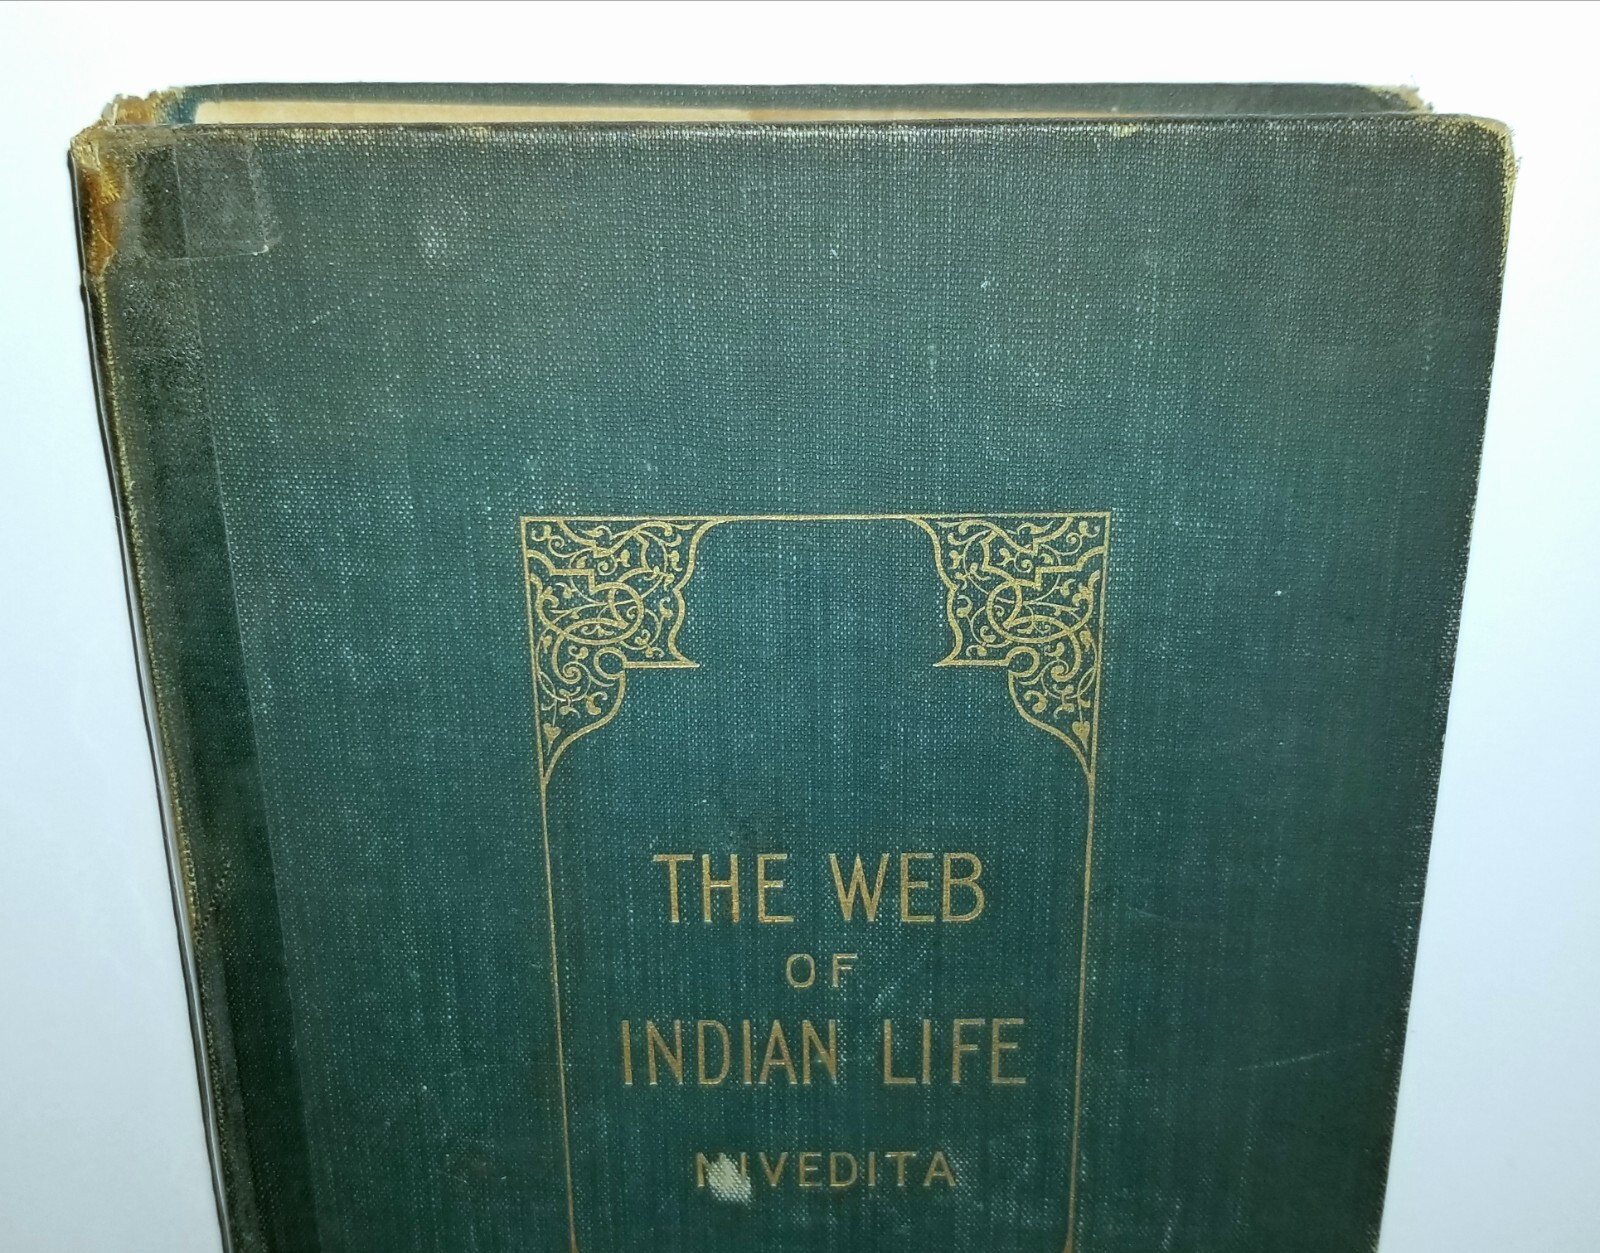 THE WEB
OF
INDIAN LIFE
NIVEDITA